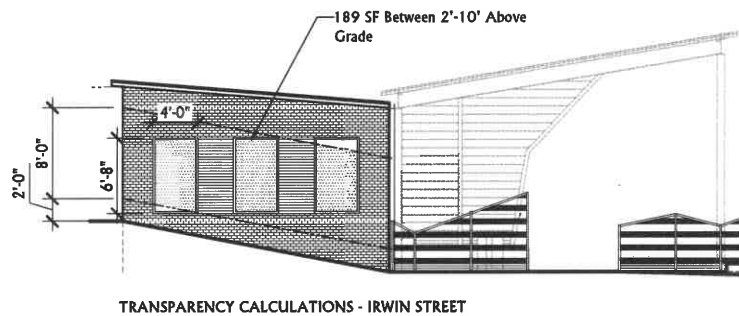 189 SF Between 2'-10' Above
Grade
4'-0"
8'-0"
2'-0"
6'-8"
TRANSPARENCY CALCULATIONS - IRWIN STREET